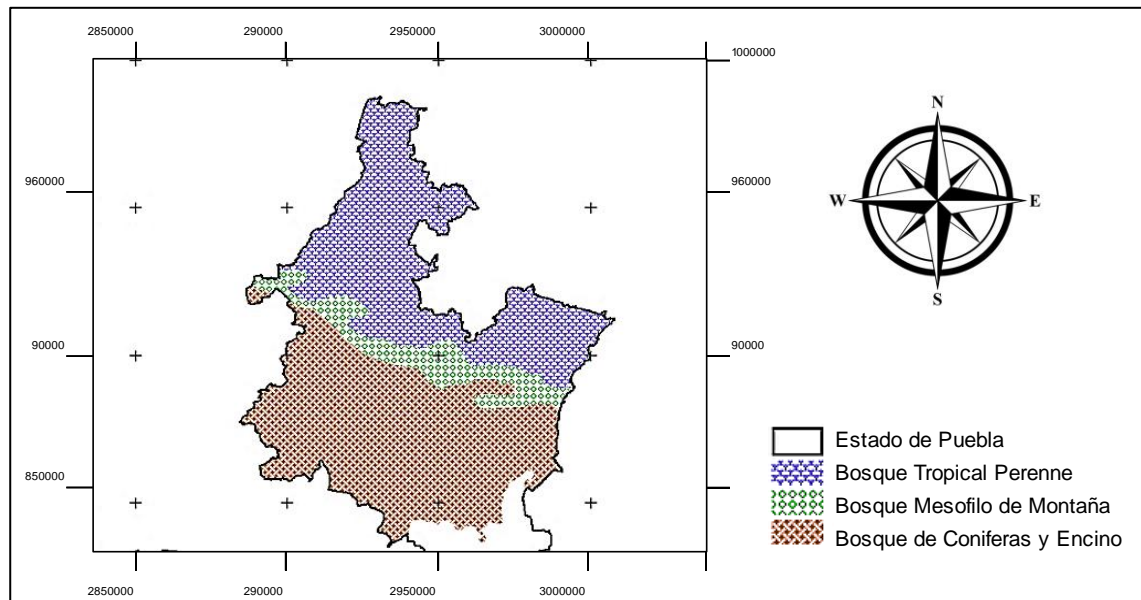 2850000 290000 2950000 3000000
1000000
960000 960000
90000 90000
850000 850000
2850000 290000 2950000 3000000
N
W E
S
Estado de Puebla
Bosque Tropical Perenne
Bosque Mesofilo de Montaña
Bosque de Coniferas y Encino